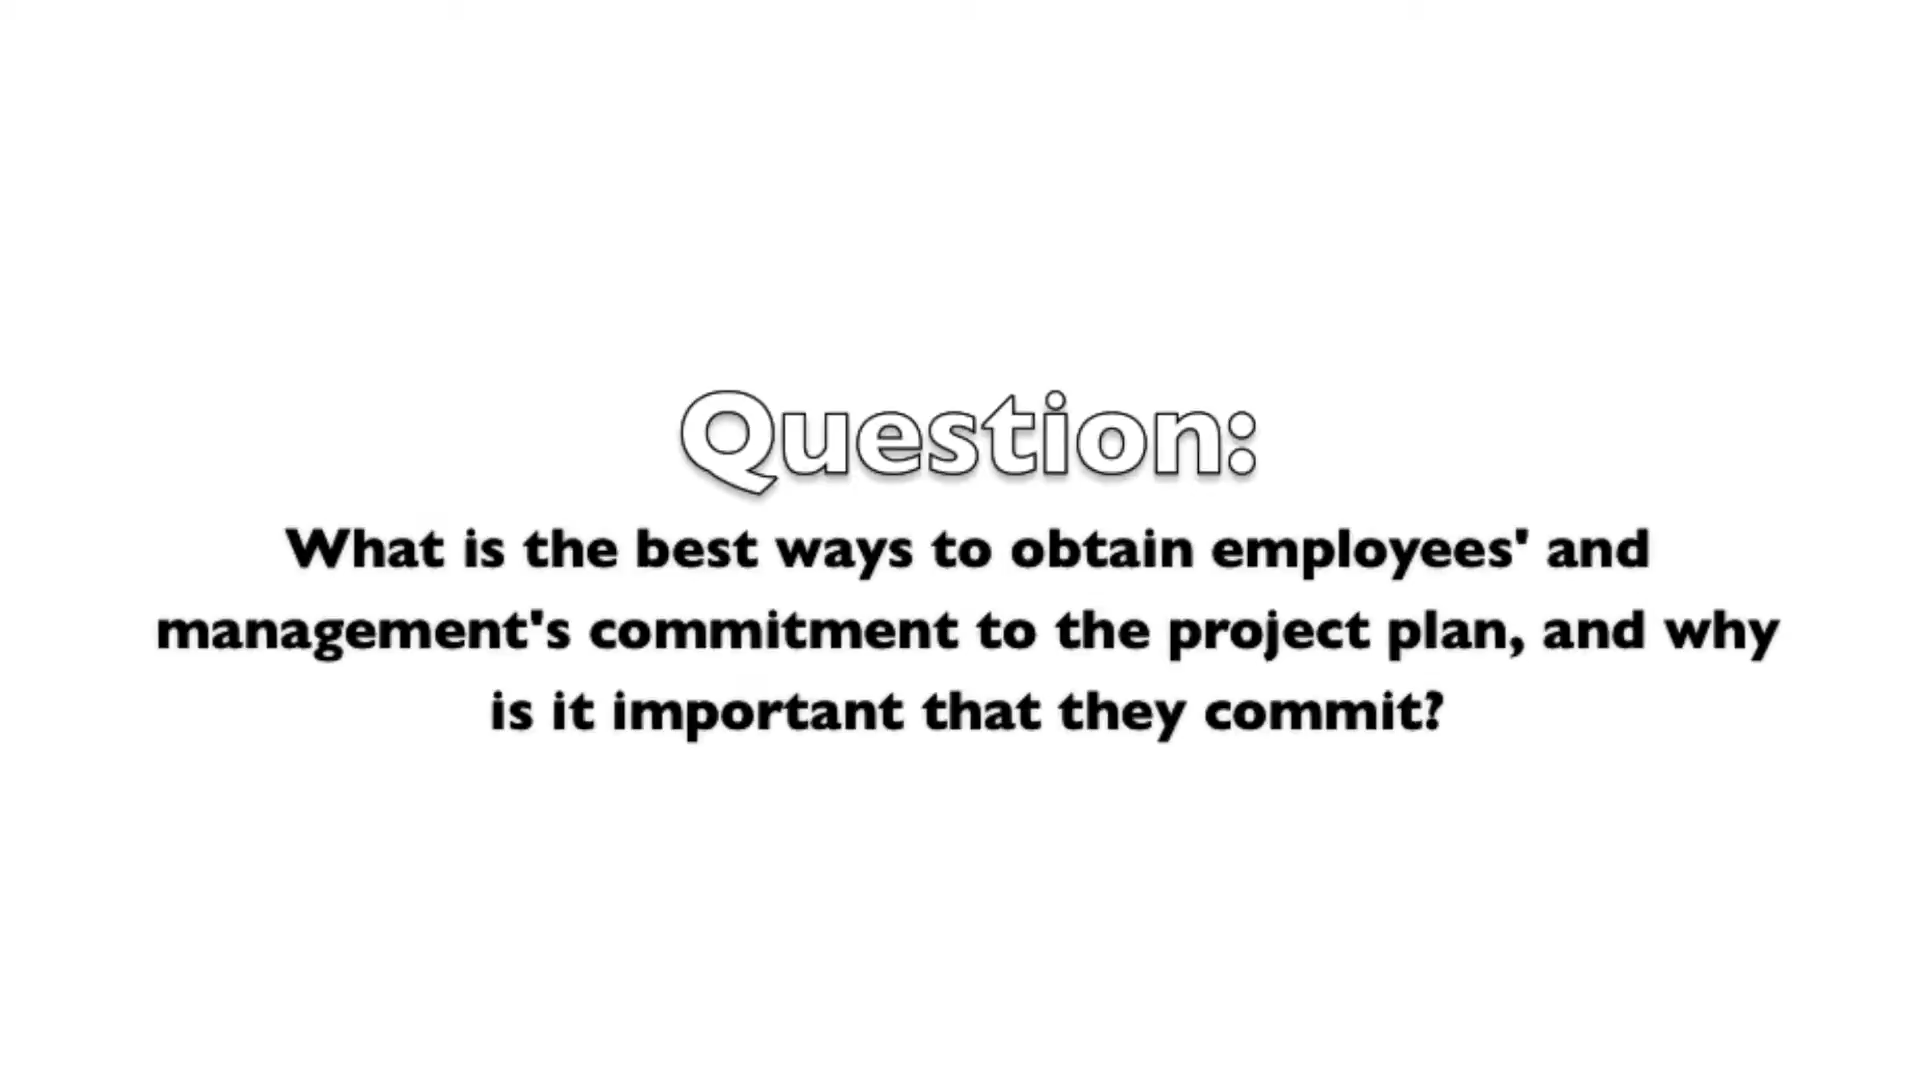 Question:
What is the best ways to obtain employees' and
management's commitment to the project plan, and why
is it important that they commit?